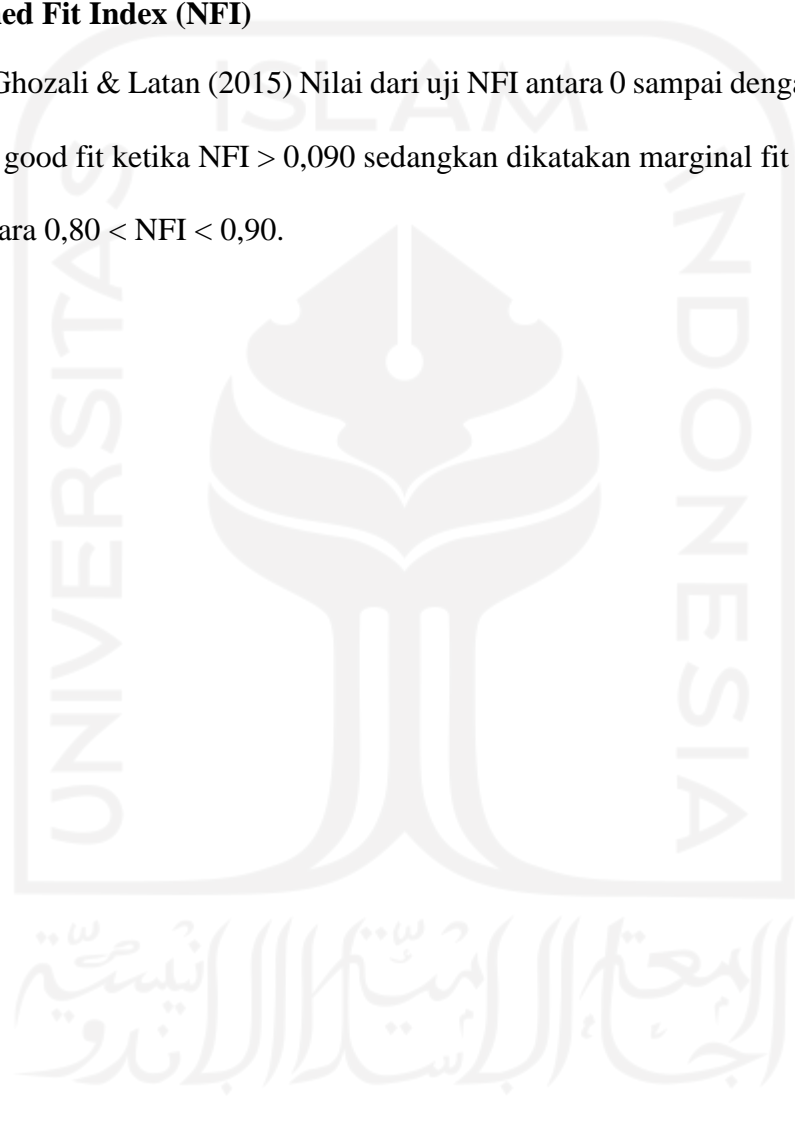 ned Fit Index (NFI)
Ghozali & Latan (2015) Nilai dari uji NFI antara 0 sampai denga
good fit ketika NFI > 0,090 sedangkan dikatakan marginal fit
ara 0,80 < NFI < 0,90.
ISLAM
UNIVERSITAS
INDONESIA